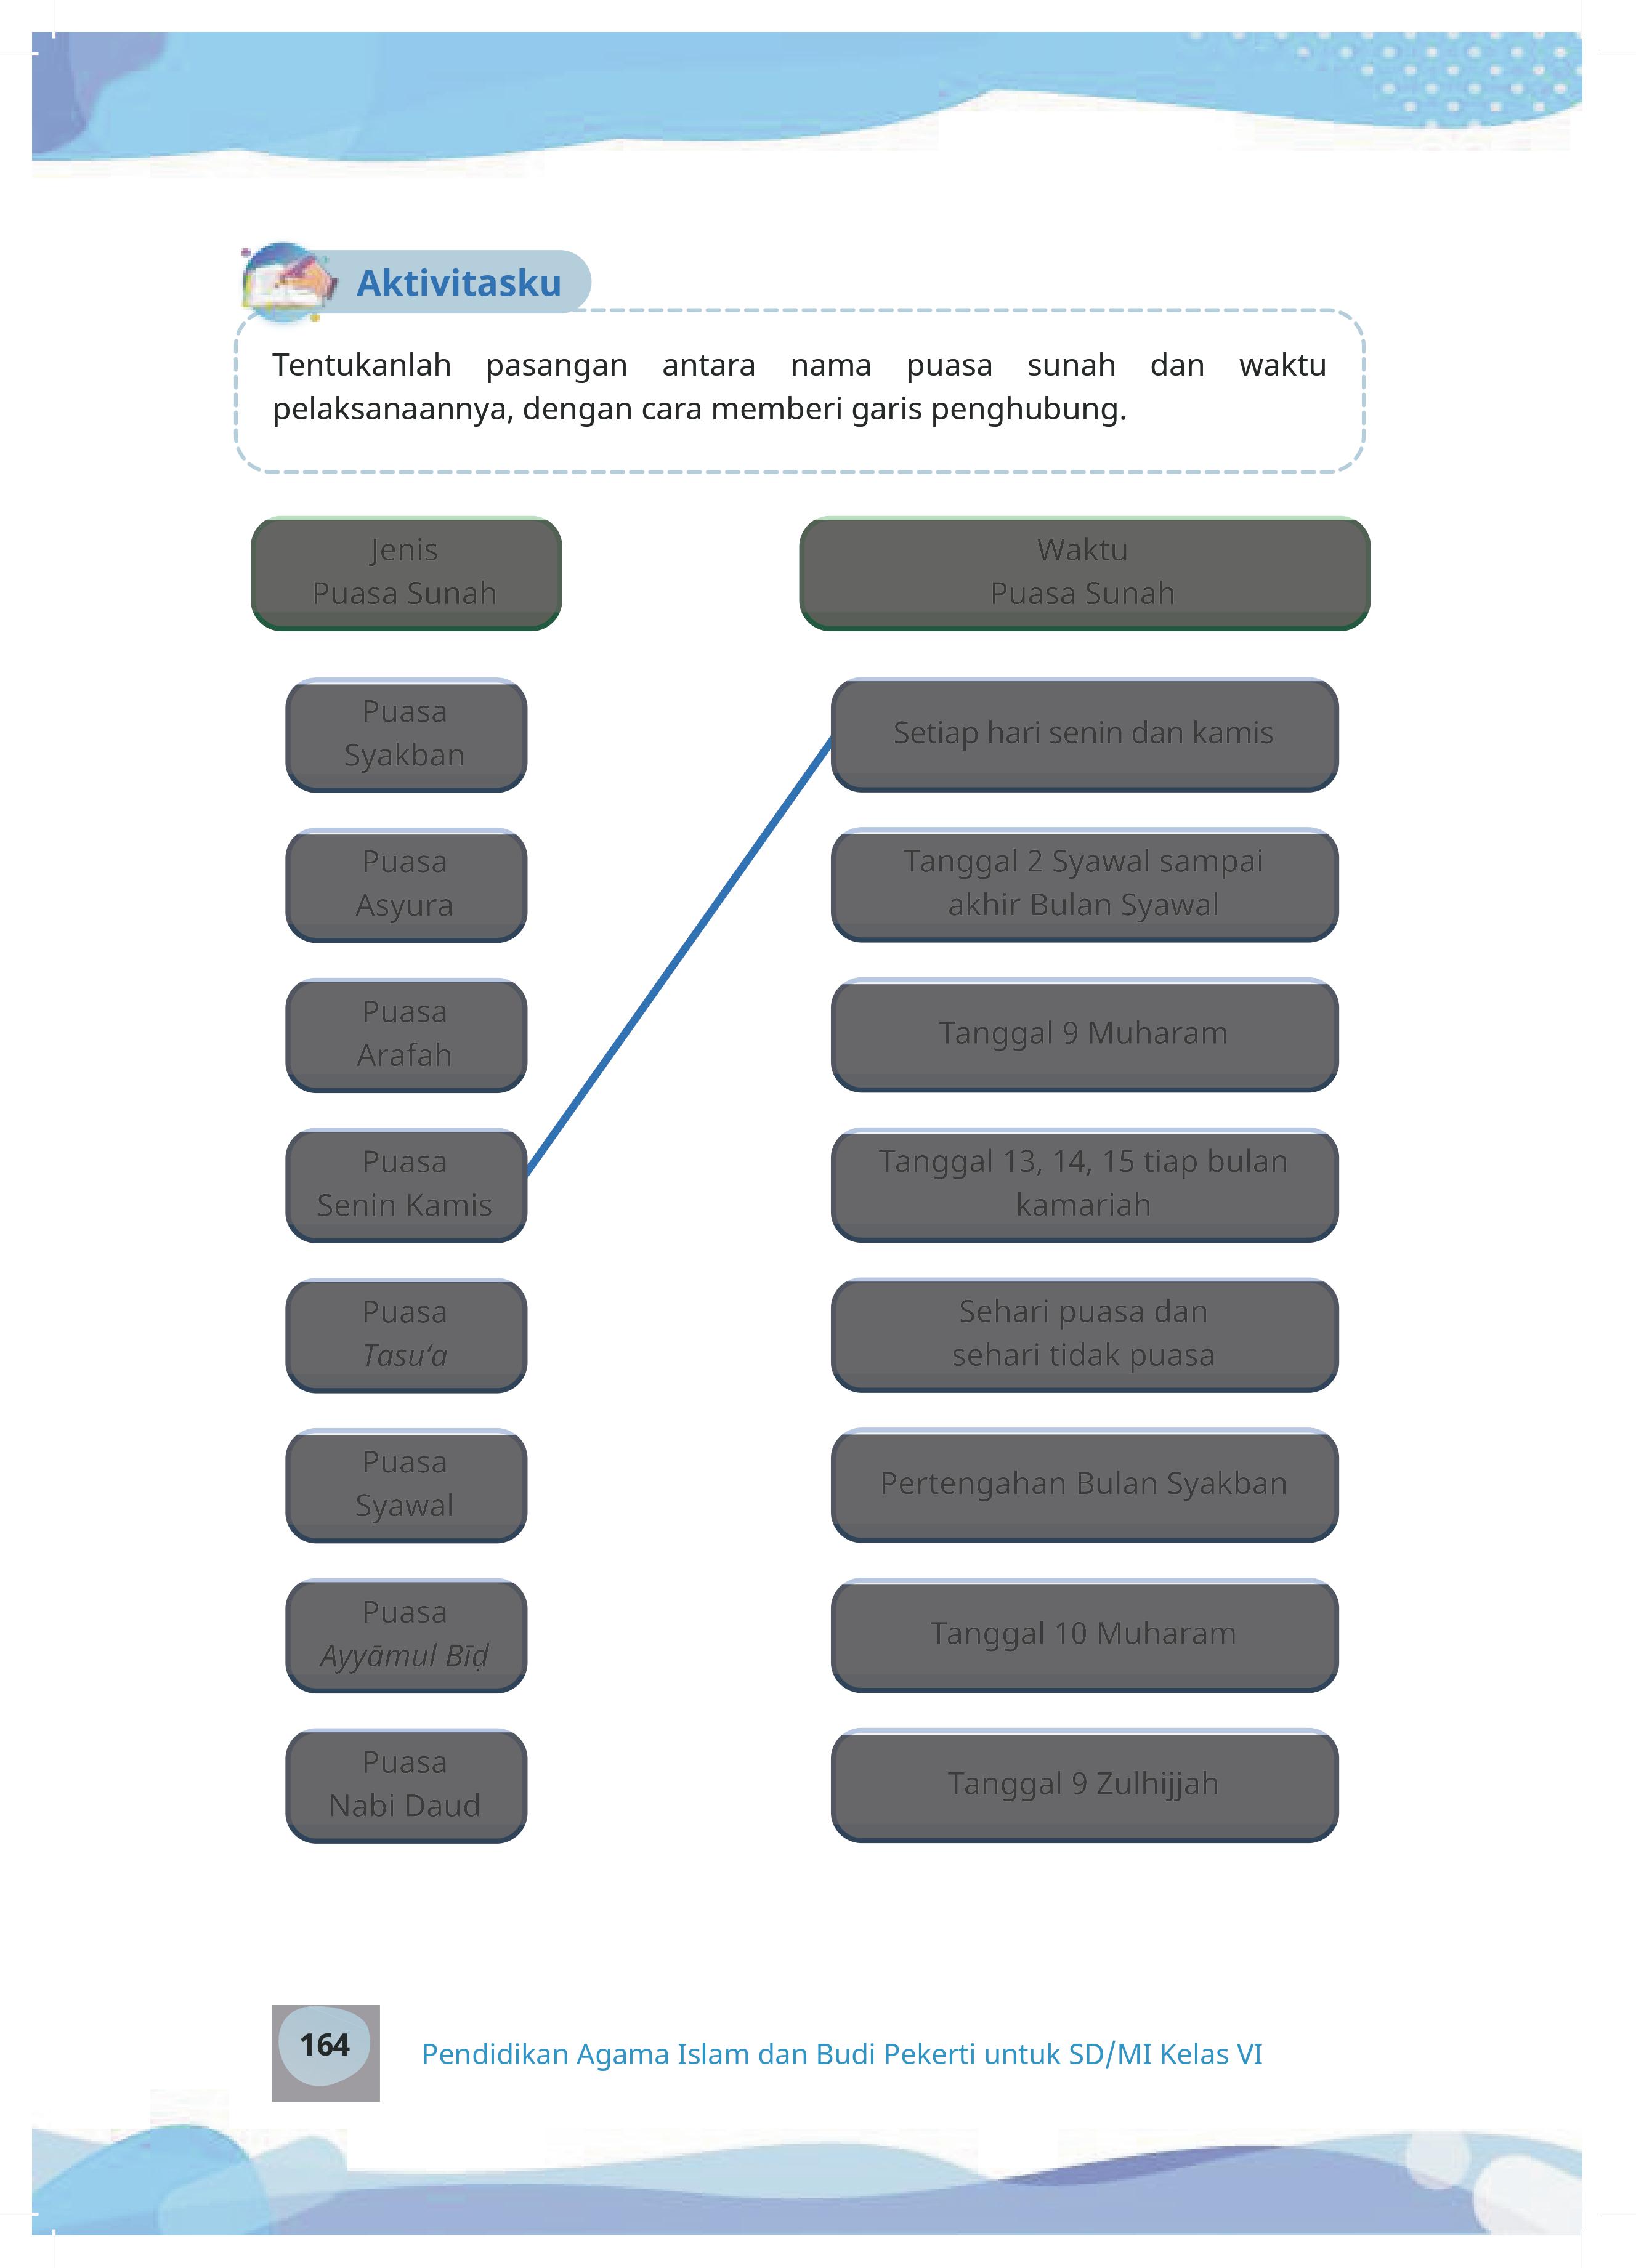 Aktivitasku
Tentukanlah pasangan antara nama puasa sunah dan waktu
pelaksanaannya, dengan cara memberi garis penghubung.
Jenis
Puasa Sunah
Waktu
Puasa Sunah
Puasa
Syakban
Setiap hari senin dan kamis
Puasa
Asyura
Tanggal 2 Syawal sampai
akhir Bulan Syawal
Puasa
Arafah
Tanggal 9 Muharam
Puasa
Senin Kamis
Tanggal 13, 14, 15 tiap bulan
kamariah
Puasa
Tasu‘a
Sehari puasa dan
sehari tidak puasa
Puasa
Syawal
Pertengahan Bulan Syakban
Puasa
Ayyāmul Bīḍ
Tanggal 10 Muharam
Puasa
Nabi Daud
Tanggal 9 Zulhijjah
164
Pendidikan Agama Islam dan Budi Pekerti untuk SD/MI Kelas VI